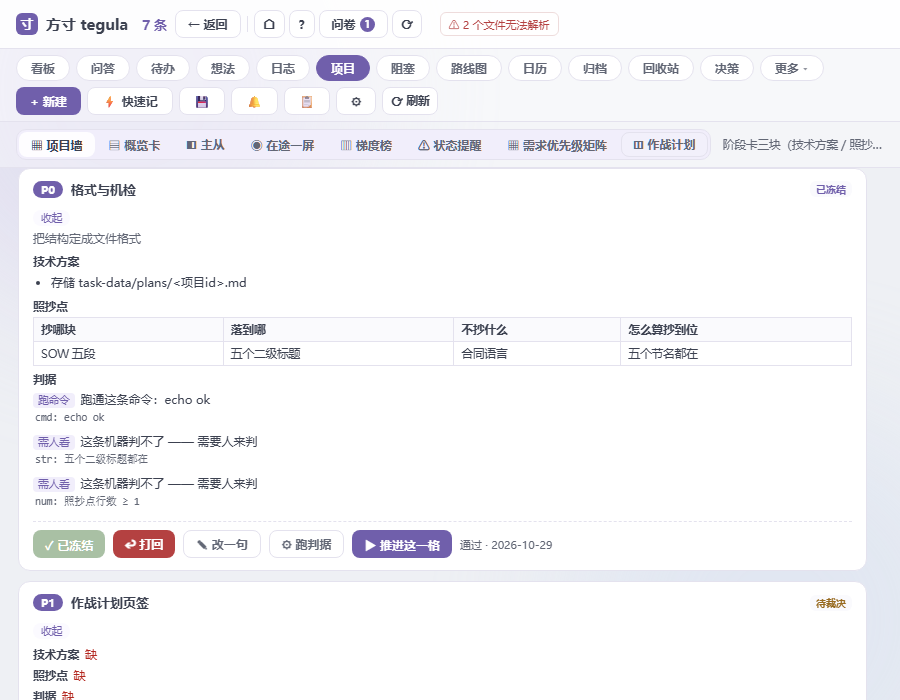 寸 方寸 tegula 7 条 ← 返回 ? 问卷 1 ⚠ 2 个文件无法解析
看板 问答 待办 想法 日志 项目 阻塞 路线图 日历 归档 回收站 决策 更多
+ 新建 快速记 刷新
项目墙 概览卡 主从 在途一屏 梯度榜 状态提醒 需求优先级矩阵 作战计划 阶段卡三块（技术方案 / 照抄...
P0 格式与机检 已冻结
收起
把结构定成文件格式
技术方案
• 存储 task-data/plans/<项目id>.md
照抄点
抄哪块 落到哪 不抄什么 怎么算抄到位
SOW 五段 五个二级标题 合同语言 五个节名都在
判据
跑命令 跑通这条命令：echo ok
cmd: echo ok
需人看 这条机器判不了 —— 需要人来判
str: 五个二级标题都在
需人看 这条机器判不了 —— 需要人来判
num: 照抄点行数 ≥ 1
✓ 已冻结 打回 改一句 跑判据 ▶ 推进这一格 通过 · 2026-10-29
P1 作战计划页签 待裁决
收起
技术方案 缺
照抄点 缺
判据 缺